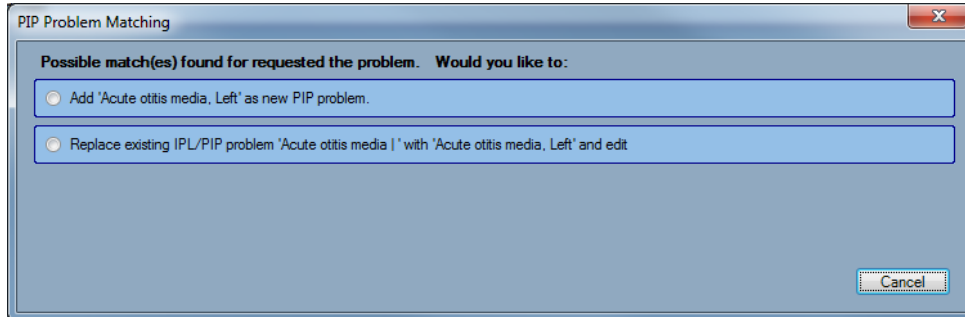 PIP Problem Matching
Possible match(es) found for requested the problem. Would you like to:
Add 'Acute otitis media, Left' as new PIP problem.
Replace existing IPL/PIP problem 'Acute otitis media | ' with 'Acute otitis media, Left' and edit
Cancel